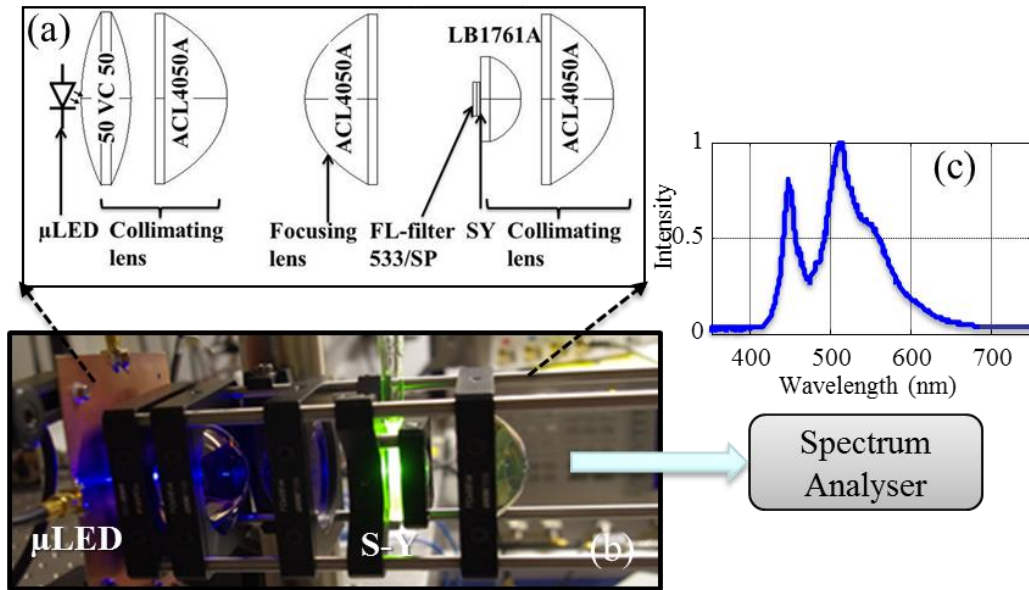 (a)
50 VC 50
ACL4050A
ACL4050A
LB1761A
ACL4050A
μLED
Collimating
lens
Focusing
lens
FL-filter
533/SP
SY
Collimating
lens
(c)
Intensity
1
0.5
0
400
500
600
700
Wavelength (nm)
μLED
S-Y
(b)
Spectrum
Analyser